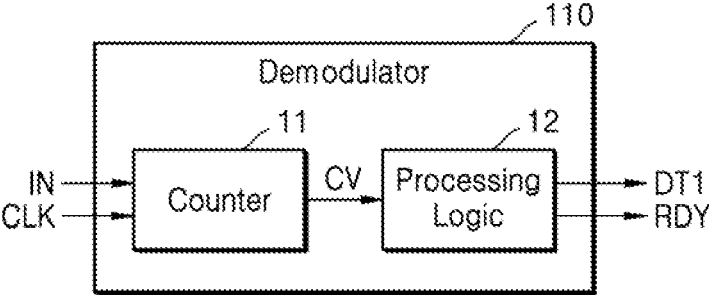 110
Demodulator
11
12
IN
CLK
Counter
CV
Processing
Logic
DT1
RDY